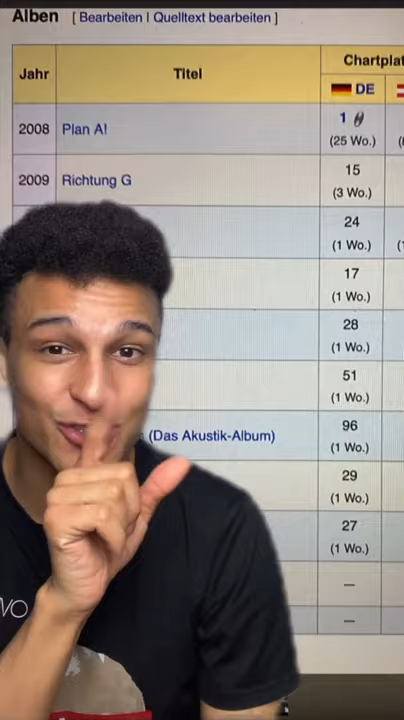 Alben [ Bearbeiten | Quelltext bearbeiten ]
Jahr Titel Chartplat
DE
2008 Plan A! 1
(25 Wo.)
2009 Richtung G 15
(3 Wo.)
24
(1 Wo.)
17
(1 Wo.)
28
(1 Wo.)
51
(1 Wo.)
(Das Akustik-Album) 96
(1 Wo.)
29
(1 Wo.)
27
(1 Wo.)
–
–
VO